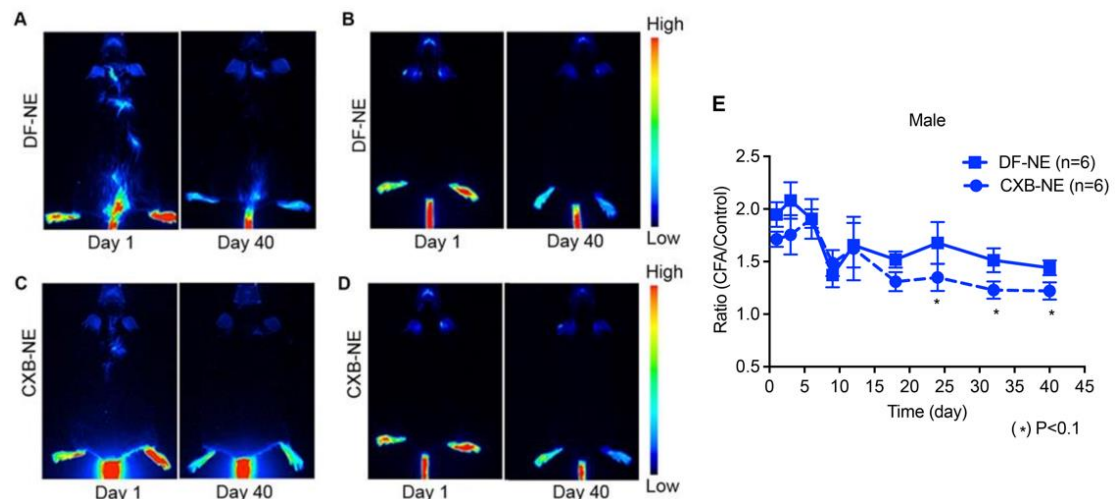 A
B
High
DF-NE
DF-NE
Day 1
Day 40
Day 1
Day 40
Low
C
D
High
CXB-NE
CXB-NE
Day 1
Day 40
Day 1
Day 40
Low
E
Male
DF-NE (n=6)
CXB-NE (n=6)
Ratio (CFA/Control)
2.5
2.0
1.5
1.0
0.5
* * *
0 5 10 15 20 25 30 35 40 45
Time (day)
(*) P<0.1